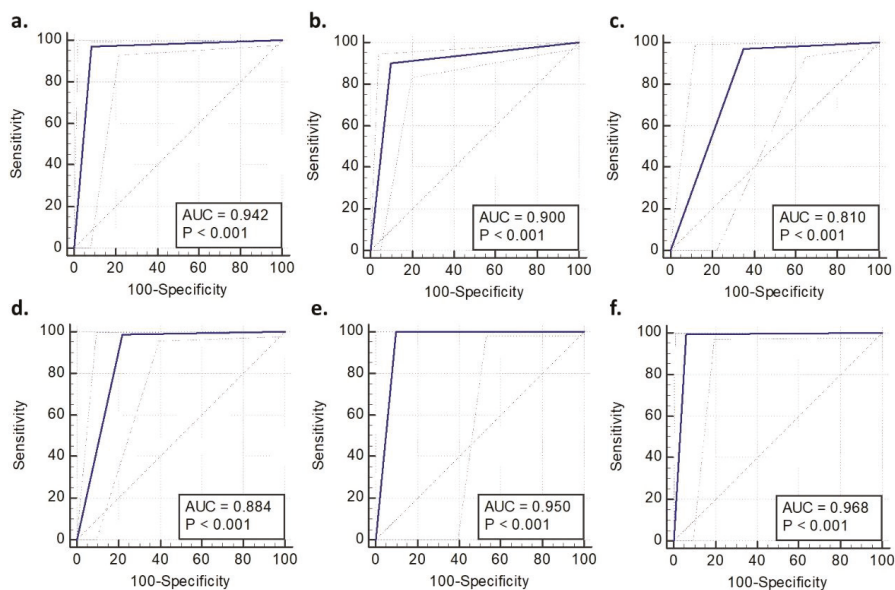 a.
100
80
60
40
20
0
Sensitivity
AUC = 0.942
P < 0.001
0 20 40 60 80 100
100-Specificity
b.
100
80
60
40
20
0
Sensitivity
AUC = 0.900
P < 0.001
0 20 40 60 80 100
100-Specificity
c.
100
80
60
40
20
0
Sensitivity
AUC = 0.810
P < 0.001
0 20 40 60 80 100
100-Specificity
d.
100
80
60
40
20
0
Sensitivity
AUC = 0.884
P < 0.001
0 20 40 60 80 100
100-Specificity
e.
100
80
60
40
20
0
Sensitivity
AUC = 0.950
P < 0.001
0 20 40 60 80 100
100-Specificity
f.
100
80
60
40
20
0
Sensitivity
AUC = 0.968
P < 0.001
0 20 40 60 80 100
100-Specificity